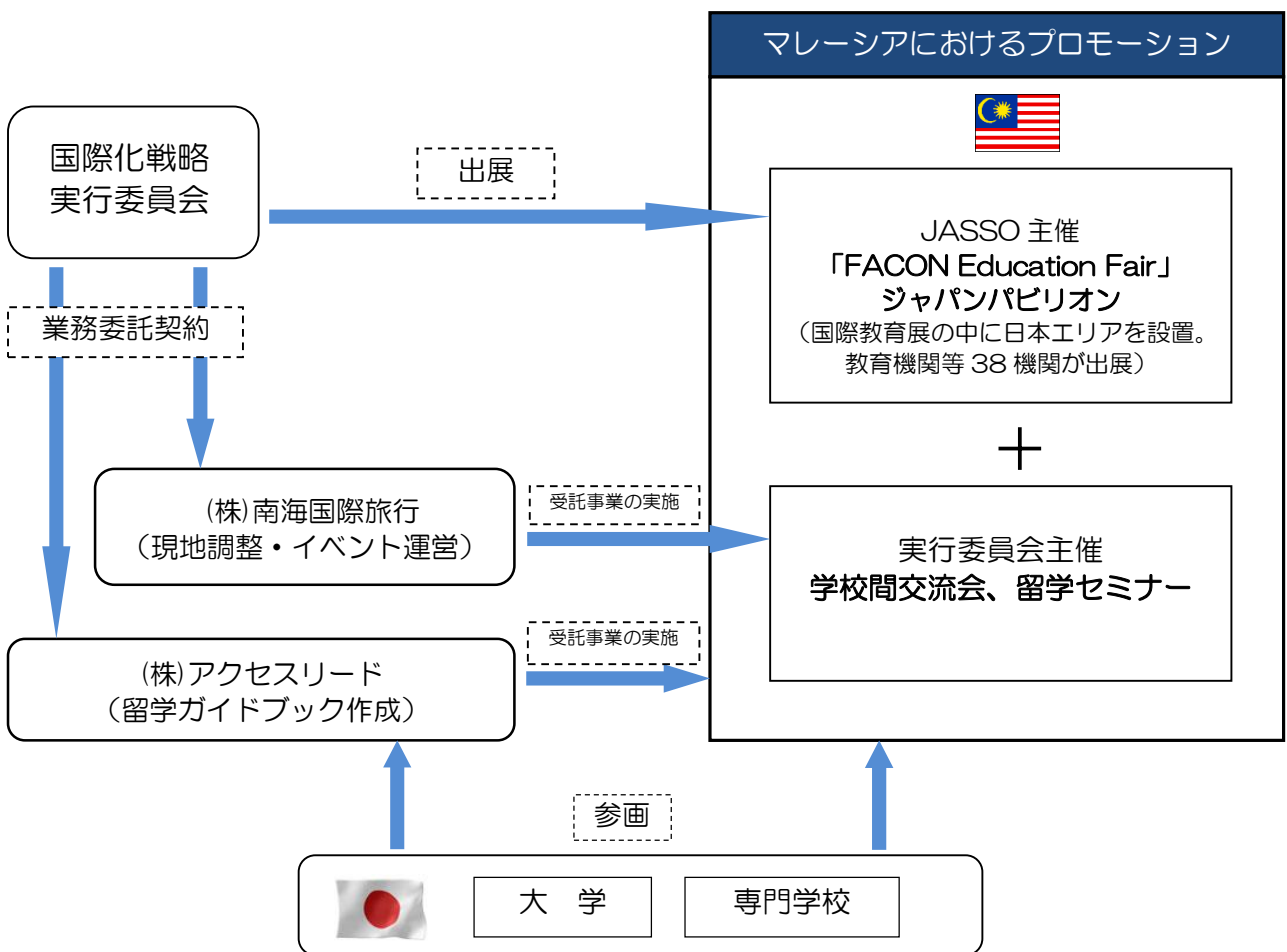 マレーシアにおけるプロモーション
国際化戦略
実行委員会
出展
JASSO 主催
「FACON Education Fair」
ジャパンパビリオン
（国際教育展の中に日本エリアを設置。
教育機関等 38 機関が出展）
業務委託契約
＋
(株)南海国際旅行
（現地調整・イベント運営）
受託事業の実施
実行委員会主催
学校間交流会、留学セミナー
(株)アクセスリード
（留学ガイドブック作成）
受託事業の実施
参画
大　学
専門学校